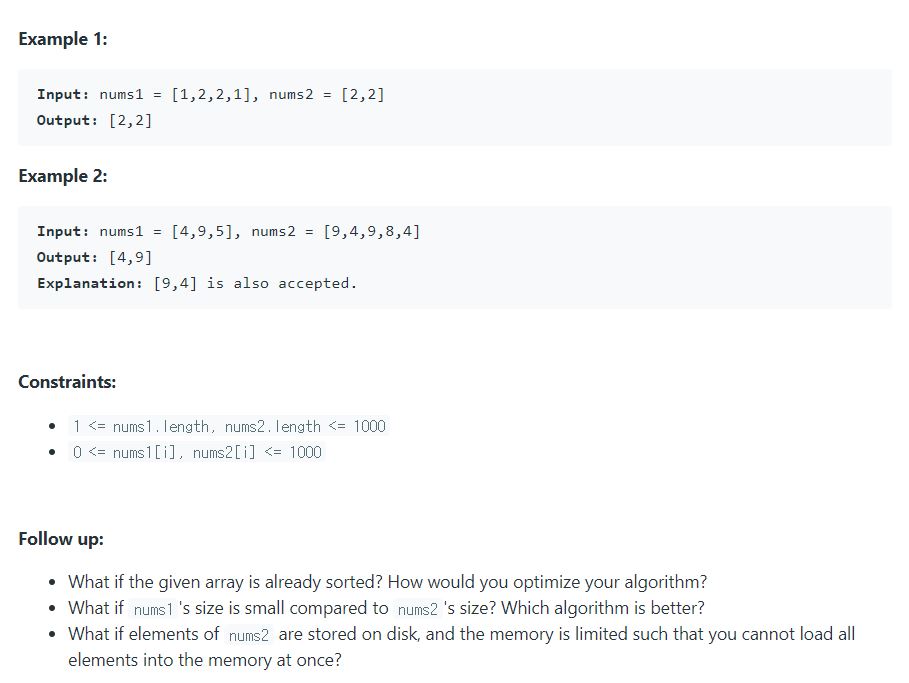 Example 1:
Input: nums1 = [1,2,2,1], nums2 = [2,2]
Output: [2,2]
Example 2:
Input: nums1 = [4,9,5], nums2 = [9,4,9,8,4]
Output: [4,9]
Explanation: [9,4] is also accepted.
Constraints:
• 1 <= nums1.length, nums2.length <= 1000
• 0 <= nums1[i], nums2[i] <= 1000
Follow up:
• What if the given array is already sorted? How would you optimize your algorithm?
• What if nums1 's size is small compared to nums2 's size? Which algorithm is better?
• What if elements of nums2 are stored on disk, and the memory is limited such that you cannot load all
elements into the memory at once?